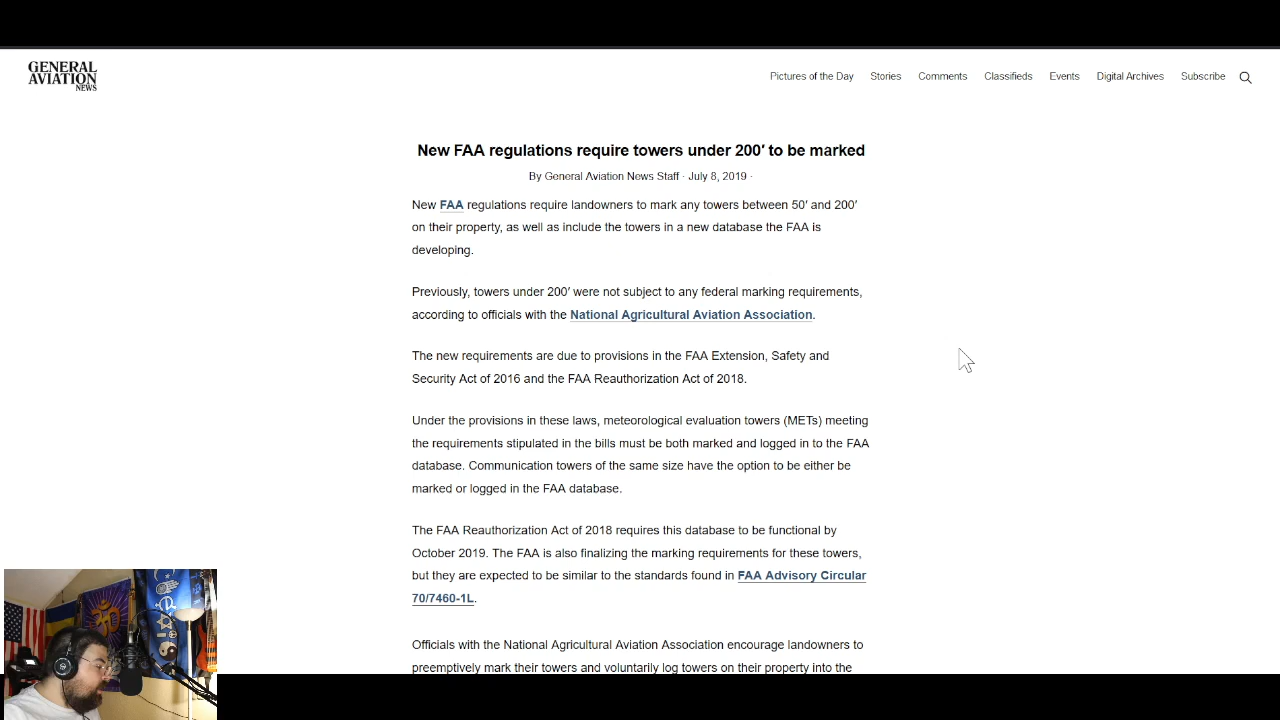 GENERAL
AVIATION
NEWS
Pictures of the Day Stories Comments Classifieds Events Digital Archives Subscribe
New FAA regulations require towers under 200′ to be marked
By General Aviation News Staff · July 8, 2019 ·
New FAA regulations require landowners to mark any towers between 50′ and 200′
on their property, as well as include the towers in a new database the FAA is
developing.
Previously, towers under 200′ were not subject to any federal marking requirements,
according to officials with the National Agricultural Aviation Association.
The new requirements are due to provisions in the FAA Extension, Safety and
Security Act of 2016 and the FAA Reauthorization Act of 2018.
Under the provisions in these laws, meteorological evaluation towers (METs) meeting
the requirements stipulated in the bills must be both marked and logged in to the FAA
database. Communication towers of the same size have the option to be either be
marked or logged in the FAA database.
The FAA Reauthorization Act of 2018 requires this database to be functional by
October 2019. The FAA is also finalizing the marking requirements for these towers,
but they are expected to be similar to the standards found in FAA Advisory Circular
70/7460-1L.
Officials with the National Agricultural Aviation Association encourage landowners to
preemptively mark their towers and voluntarily log towers on their property into the